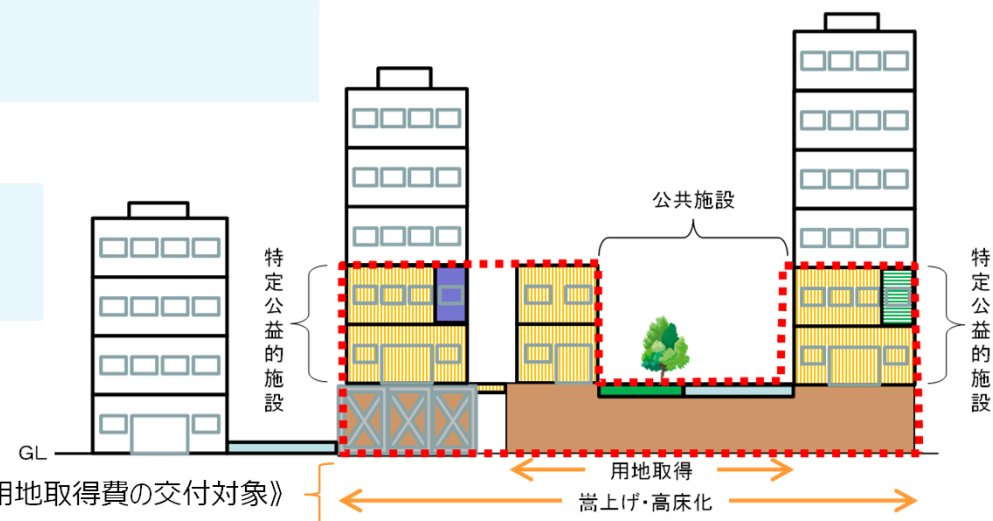 公共施設
特定公益的施設
特定公益的施設
GL
用地取得
嵩上げ・高床化
用地取得費の交付対象》